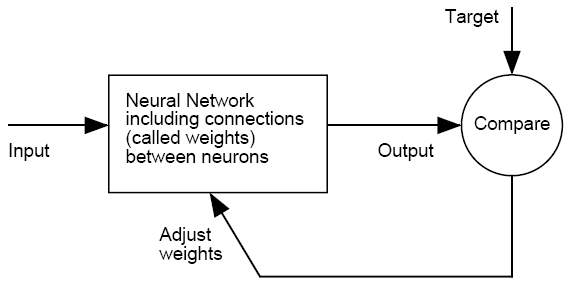 Target
Neural Network
including connections
(called weights)
between neurons
Compare
Input
Output
Adjust
weights